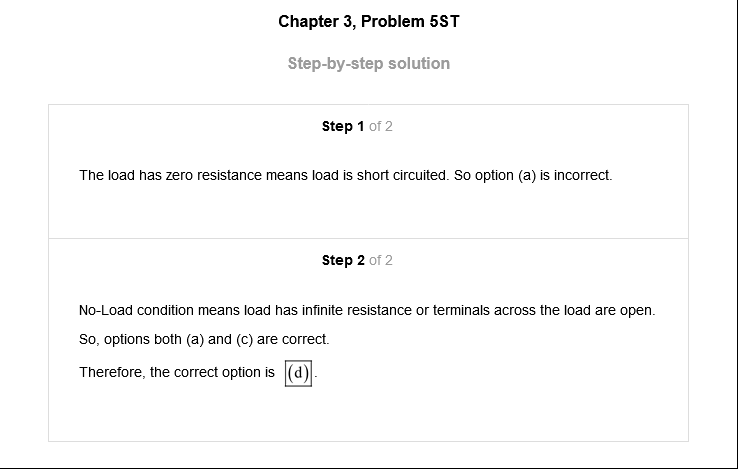 Chapter 3, Problem 5ST
Step-by-step solution
Step 1 of 2
The load has zero resistance means load is short circuited. So option (a) is incorrect.
Step 2 of 2
No-Load condition means load has infinite resistance or terminals across the load are open.
So, options both (a) and (c) are correct.
Therefore, the correct option is (d).